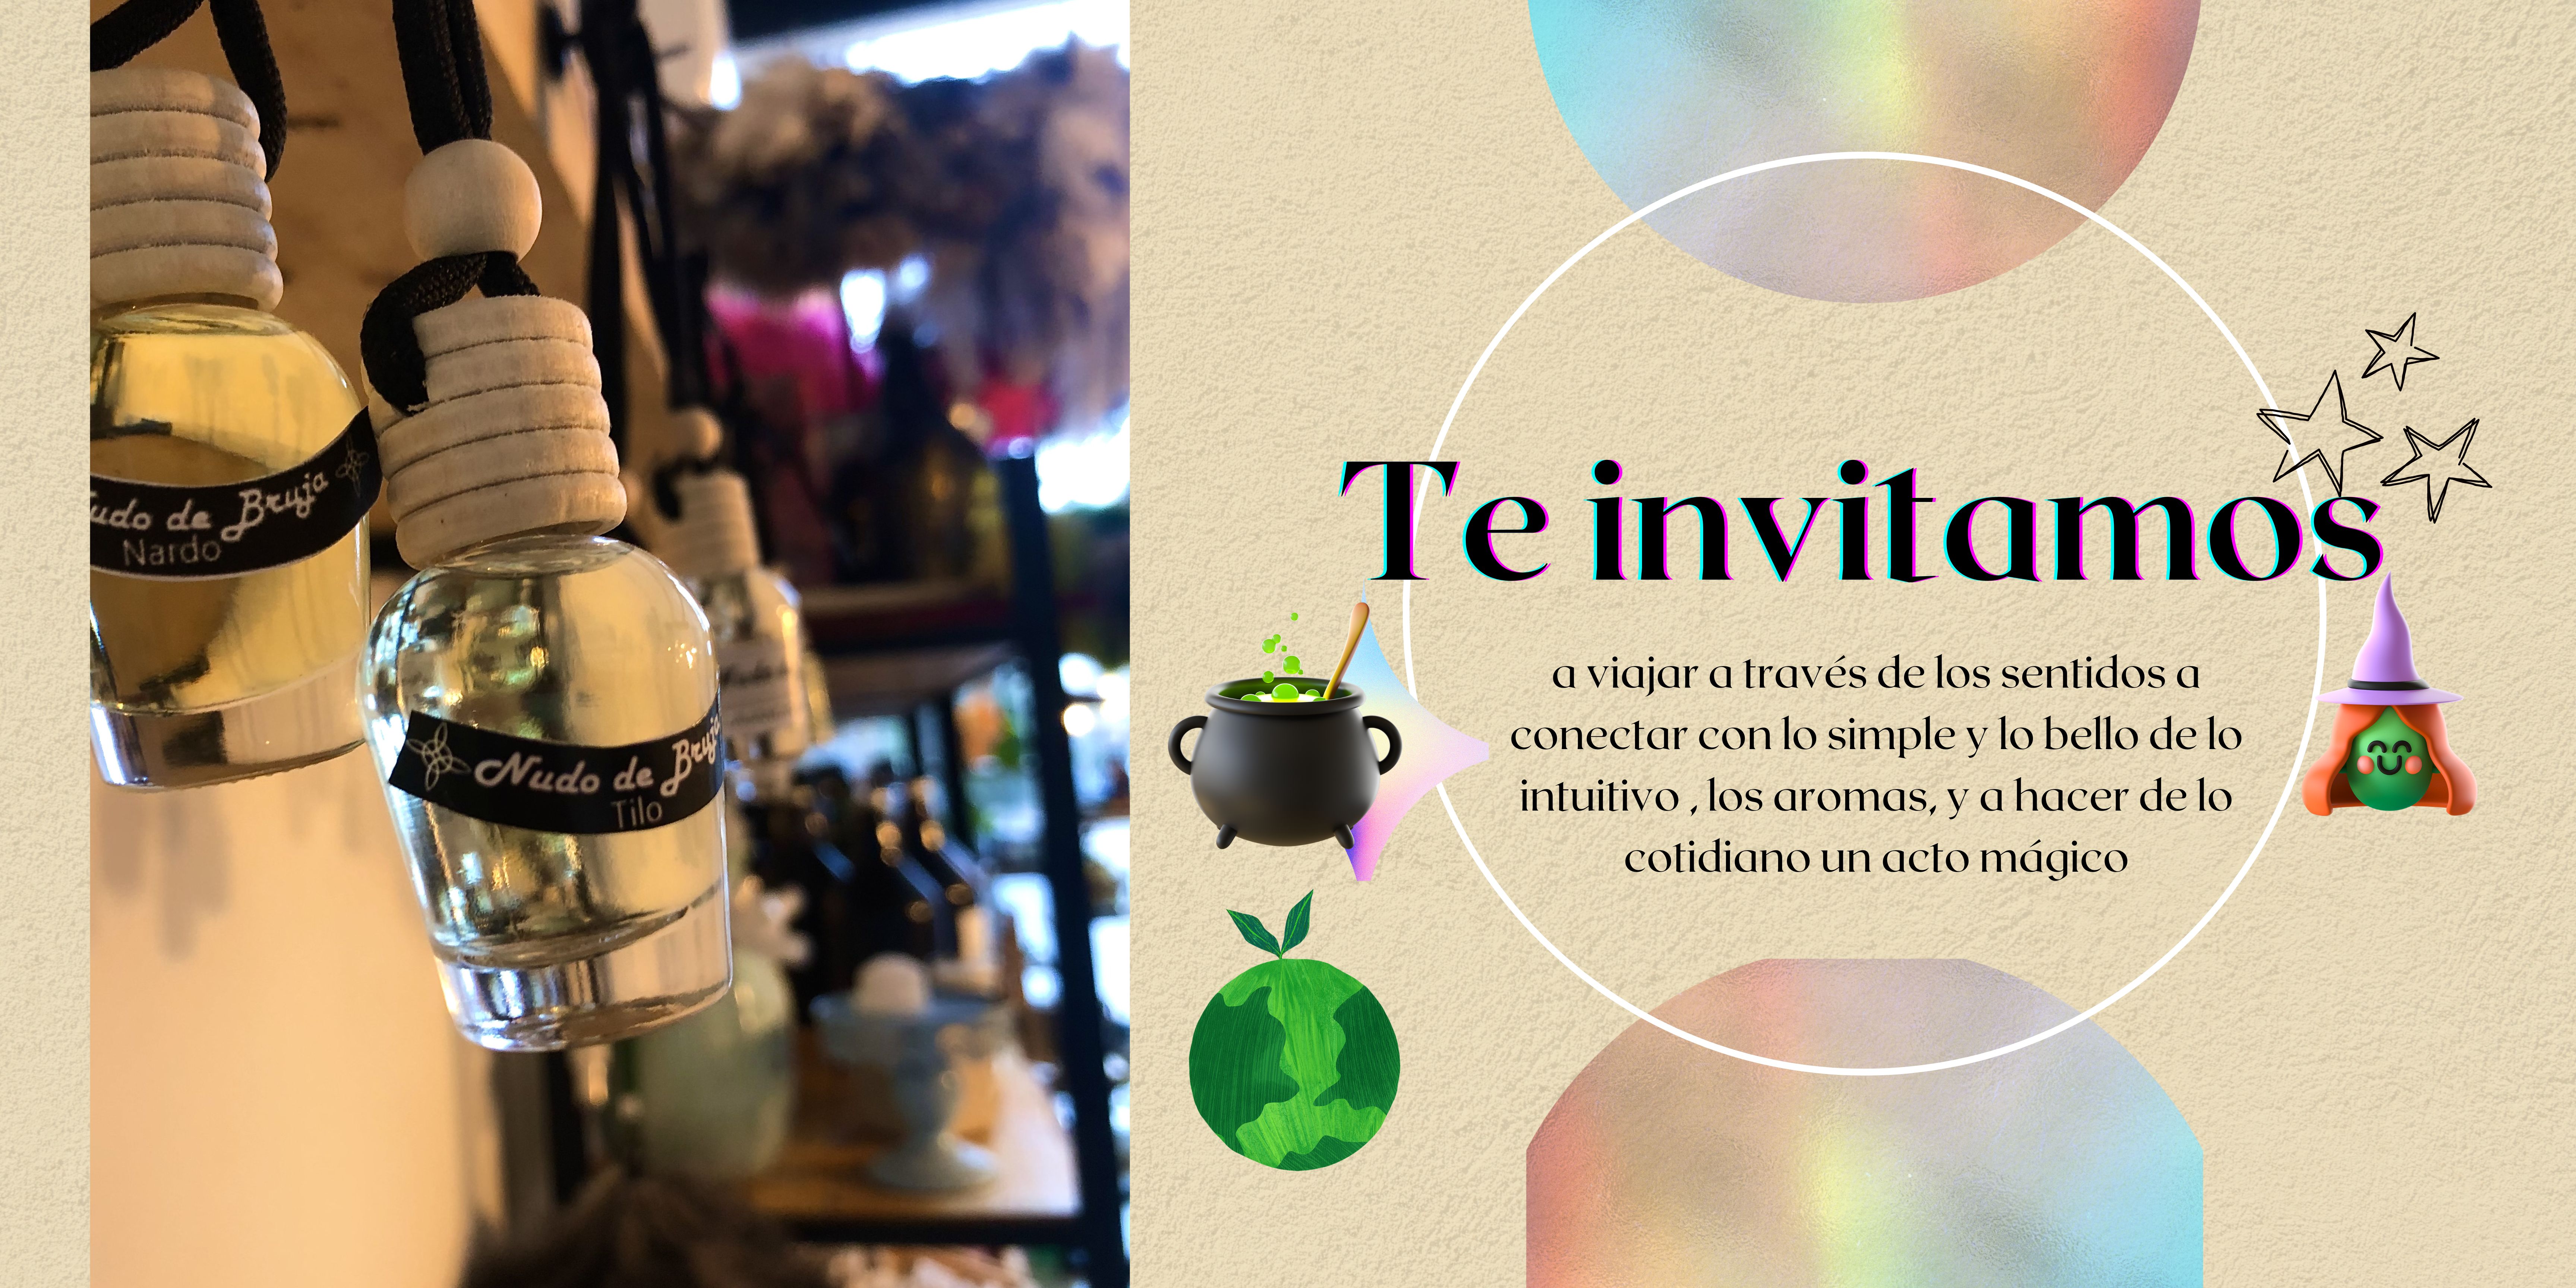 udo de Bruja
Nardo
Nudo de Bruja
Tilo
Te invitamos
a viajar a través de los sentidos a
conectar con lo simple y lo bello de lo
intuitivo , los aromas, y a hacer de lo
cotidiano un acto mágico